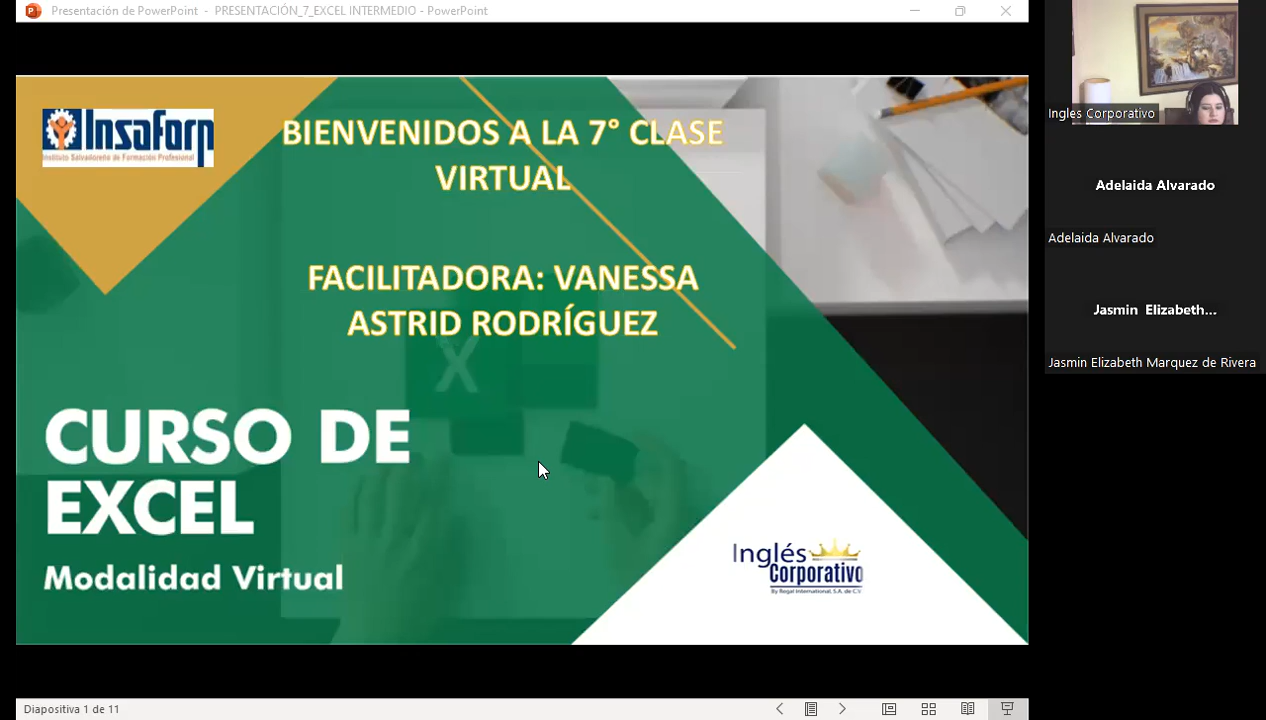 Presentación de PowerPoint - PRESENTACIÓN_7_EXCEL INTERMEDIO - PowerPoint
Insaforp
Instituto Salvadoreño de Formación Profesional
BIENVENIDOS A LA 7° CLASE
VIRTUAL
FACILITADORA: VANESSA
ASTRID RODRÍGUEZ
X
CURSO DE
EXCEL
Modalidad Virtual
Inglés
Corporativo
By Regal International, S.A. de C.V.
Diapositiva 1 de 11
Ingles Corporativo
Adelaida Alvarado
Adelaida Alvarado
Jasmin Elizabeth...
Jasmin Elizabeth Marquez de Rivera